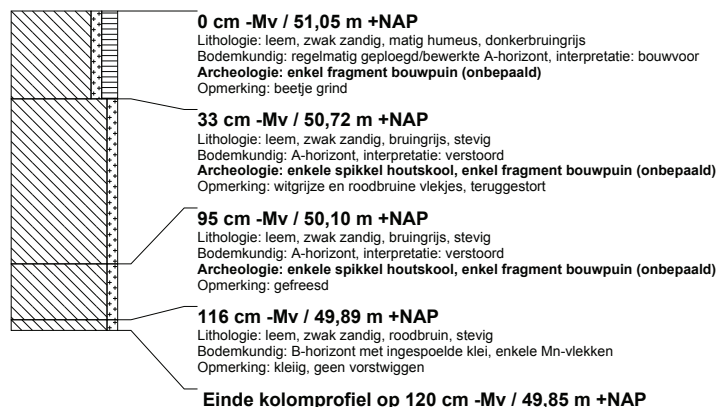 0 cm -Mv / 51,05 m +NAP
Lithologie: leem, zwak zandig, matig humeus, donkerbruingrijs
Bodemkundig: regelmatig geploegd/bewerkte A-horizont, interpretatie: bouwvoor
Archeologie: enkel fragment bouwpuin (onbepaald)
Opmerking: beetje grind
33 cm -Mv / 50,72 m +NAP
Lithologie: leem, zwak zandig, bruingrijs, stevig
Bodemkundig: A-horizont, interpretatie: verstoord
Archeologie: enkele spikkel houtskool, enkel fragment bouwpuin (onbepaald)
Opmerking: witgrijze en roodbruine vlekjes, teruggestort
95 cm -Mv / 50,10 m +NAP
Lithologie: leem, zwak zandig, bruingrijs, stevig
Bodemkundig: A-horizont, interpretatie: verstoord
Archeologie: enkele spikkel houtskool, enkel fragment bouwpuin (onbepaald)
Opmerking: gefreesd
116 cm -Mv / 49,89 m +NAP
Lithologie: leem, zwak zandig, roodbruin, stevig
Bodemkundig: B-horizont met ingespoelde klei, enkele Mn-vlekken
Opmerking: kleiig, geen vorstwiggen
Einde kolomprofiel op 120 cm -Mv / 49,85 m +NAP